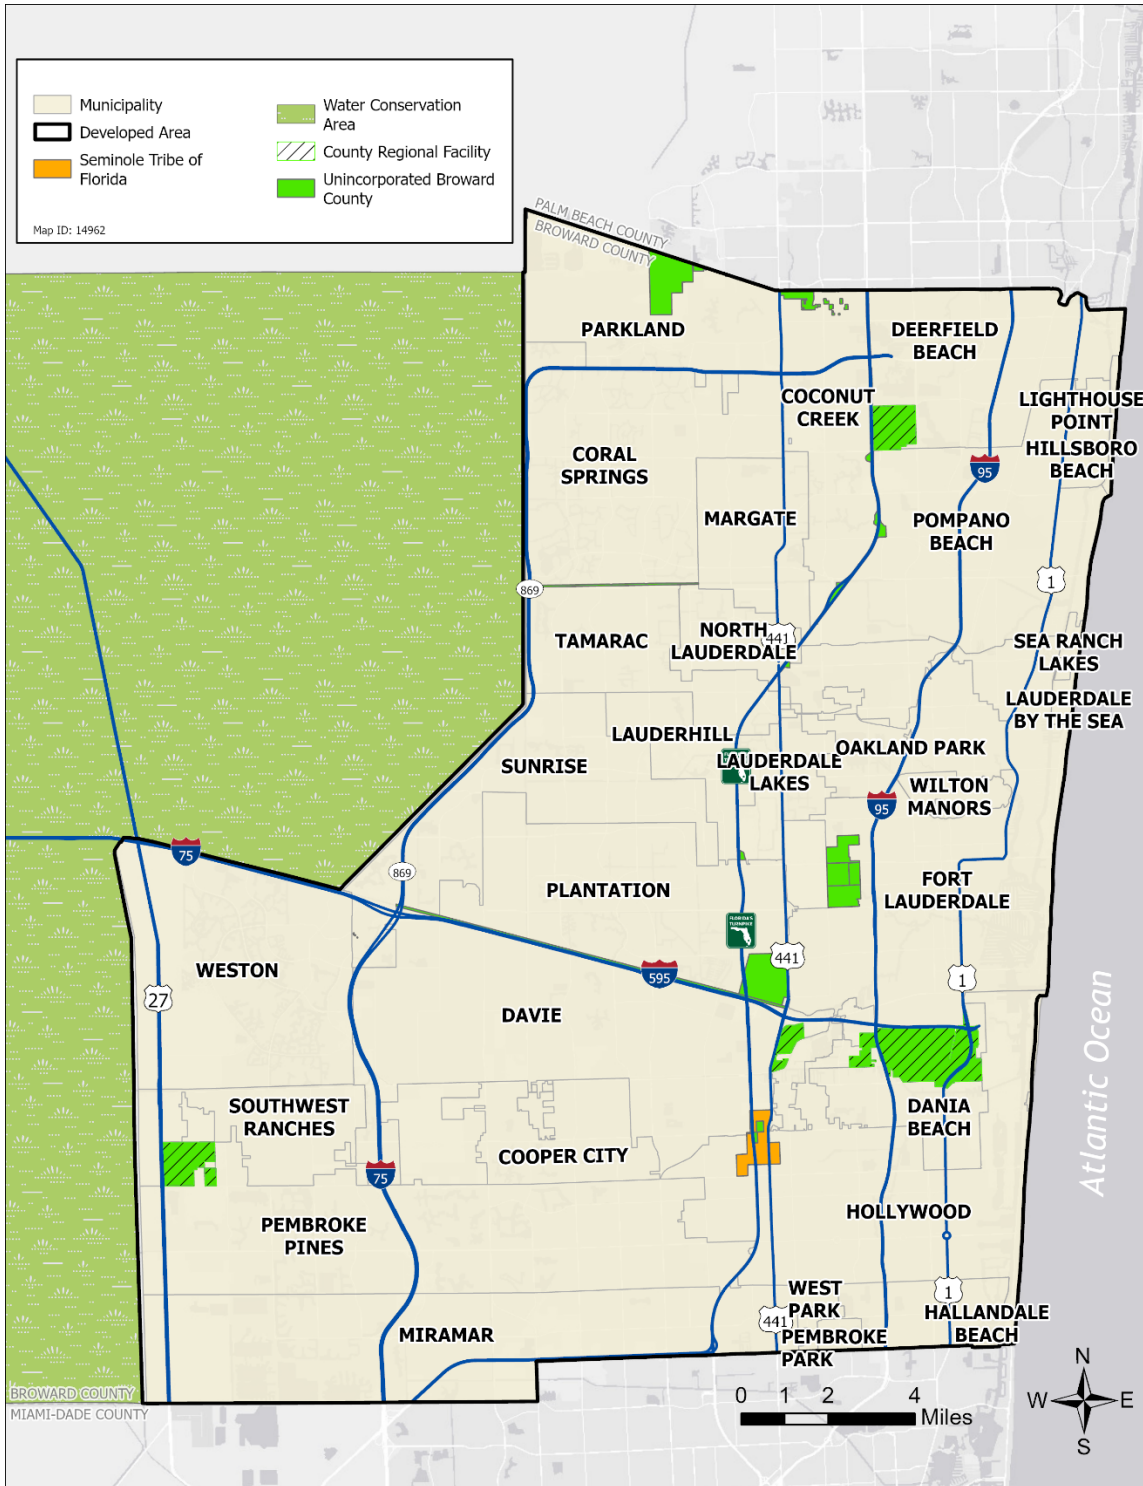 Municipality
Developed Area
Seminole Tribe of
Florida
Water Conservation
Area
County Regional Facility
Unincorporated Broward
County
Map ID: 14962
PALM BEACH COUNTY
BROWARD COUNTY
PARKLAND
DEERFIELD
BEACH
COCONUT
CREEK
LIGHTHOUSE
POINT
HILLSBORO
BEACH
CORAL
SPRINGS
95
MARGATE
POMPANO
BEACH
869
1
TAMARAC
NORTH
LAUDERDALE
441
SEA RANCH
LAKES
LAUDERDALE
BY THE SEA
LAUDERHILL
SUNRISE
LAUDERDALE
LAKES
OAKLAND PARK
WILTON
MANORS
95
75
869
PLANTATION
FORT
LAUDERDALE
FLORIDA'S
TURNPIKE
441
WESTON
595
1
27
DAVIE
Atlantic Ocean
SOUTHWEST
RANCHES
DANIA
BEACH
COOPER CITY
75
PEMBROKE
PINES
HOLLYWOOD
WEST
PARK
1
441
HALLANDALE
BEACH
MIRAMAR
PEMBROKE
PARK
BROWARD COUNTY
MIAMI-DADE COUNTY
0 1 2 4
Miles
N
W E
S